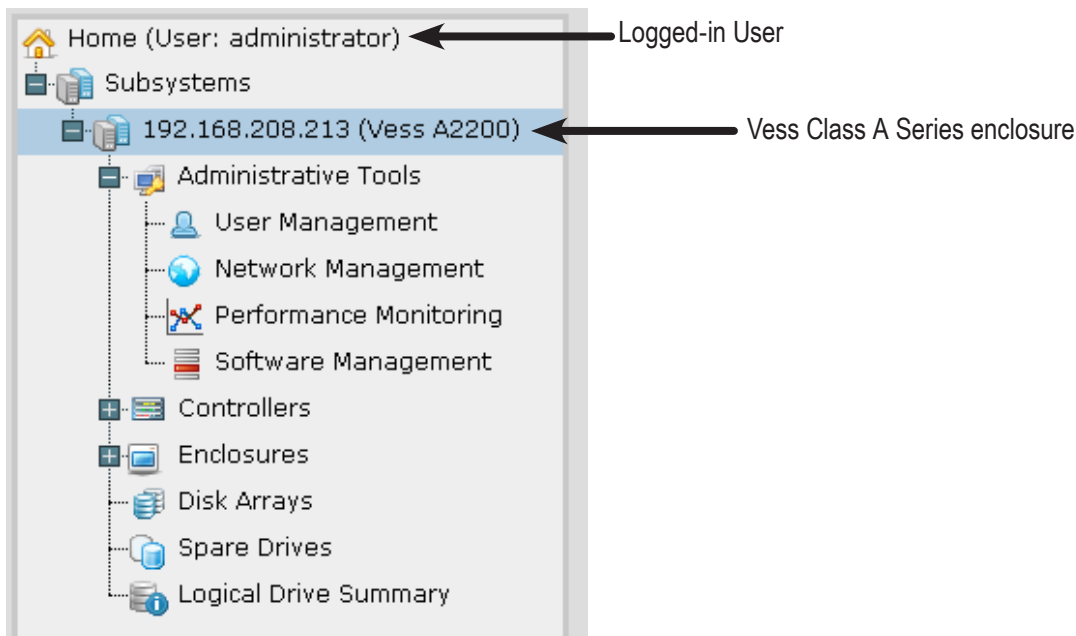 Home (User: administrator)
Logged-in User
Subsystems
192.168.208.213 (Vess A2200)
Vess Class A Series enclosure
Administrative Tools
User Management
Network Management
Performance Monitoring
Software Management
Controllers
Enclosures
Disk Arrays
Spare Drives
Logical Drive Summary